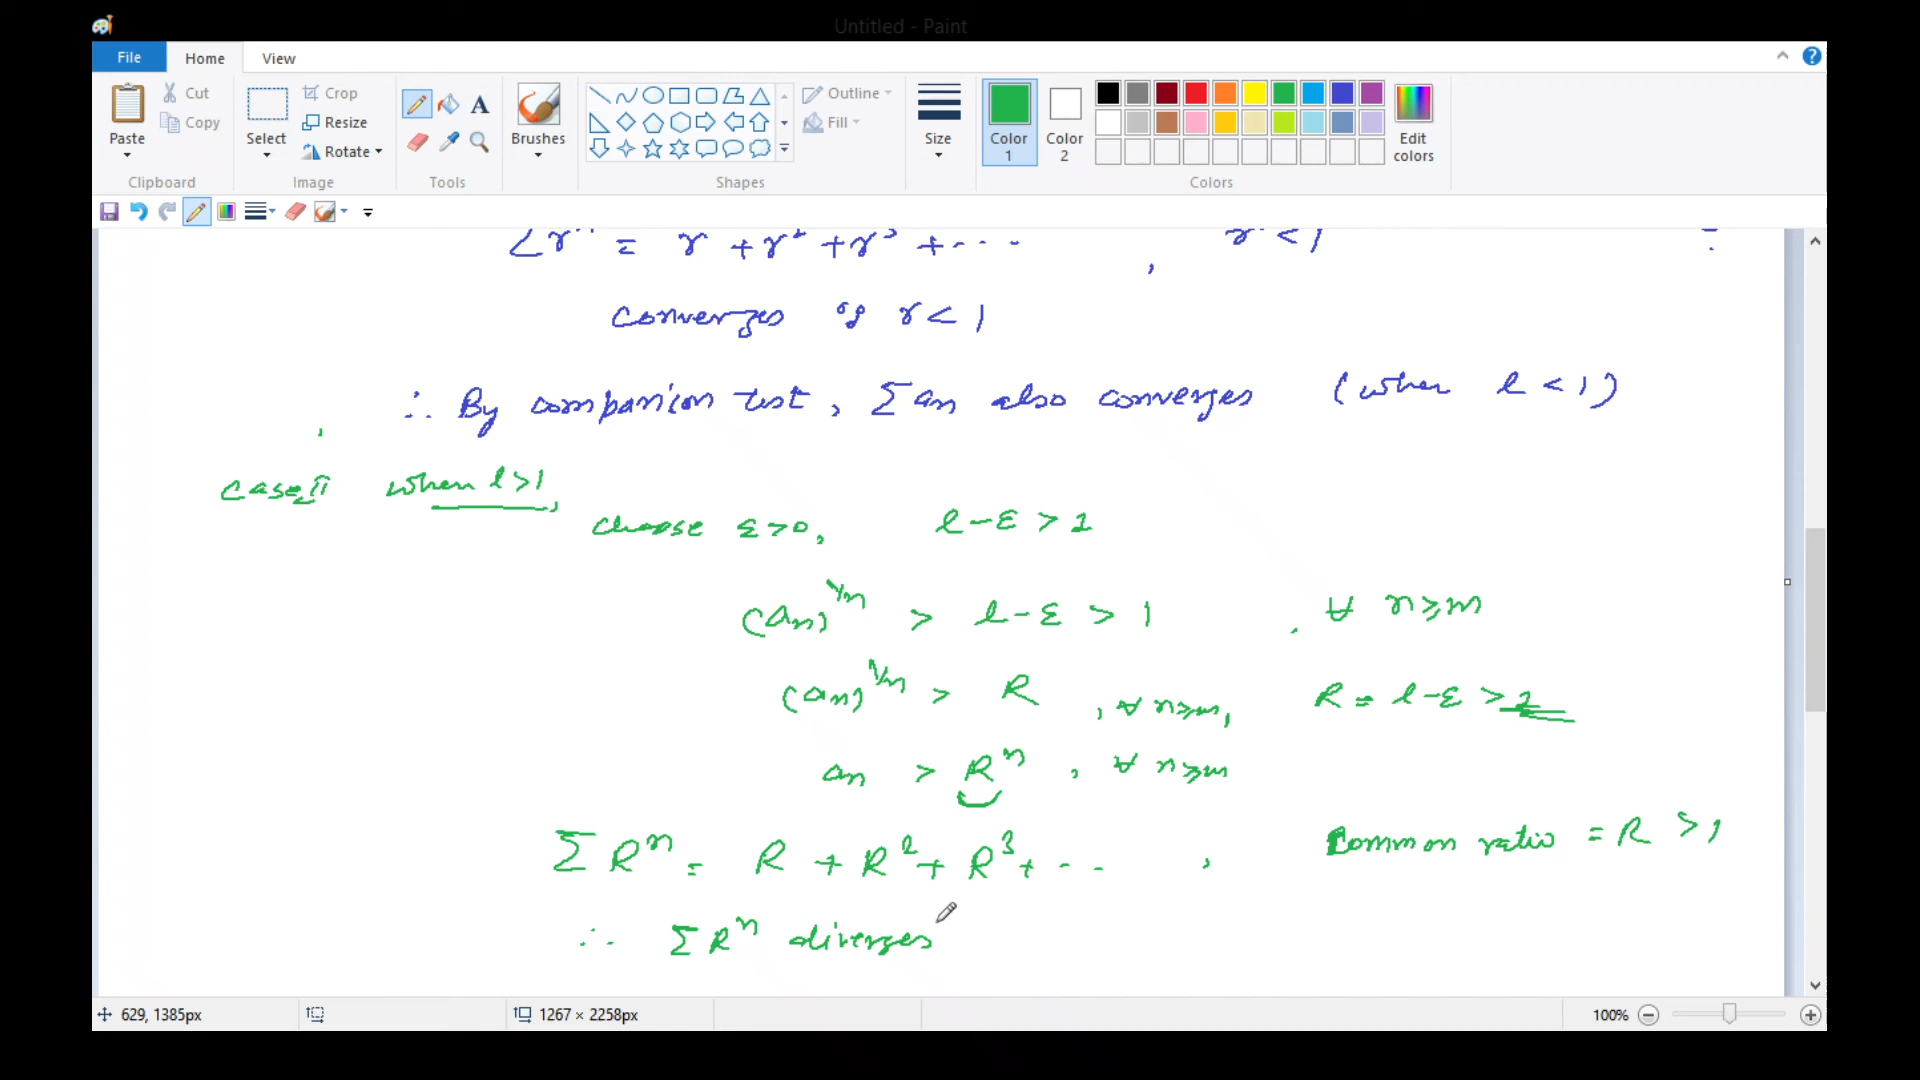 Untitled - Paint
File Home View
Paste Cut Copy Clipboard
Select Crop Resize Rotate Image
A Tools
Brushes
Shapes Outline Fill
Size
Color 1 Color 2 Edit colors Colors
Σrⁿ = r + r² + r³ + ... , r < 1
converges if r < 1
∴ By comparison test, Σan also converges (when l < 1)
Case II when l > 1,
choose ε > 0, l - ε > 1
(an)^1/n > l - ε > 1 , ∀ n ≥ m
(an)^1/n > R , ∀ n ≥ m, R = l - ε > 1
an > Rⁿ , ∀ n ≥ m
Σ Rⁿ = R + R² + R³ + ... , Common ratio = R > 1
∴ Σ Rⁿ diverges
629, 1385px 1267 × 2258px 100%